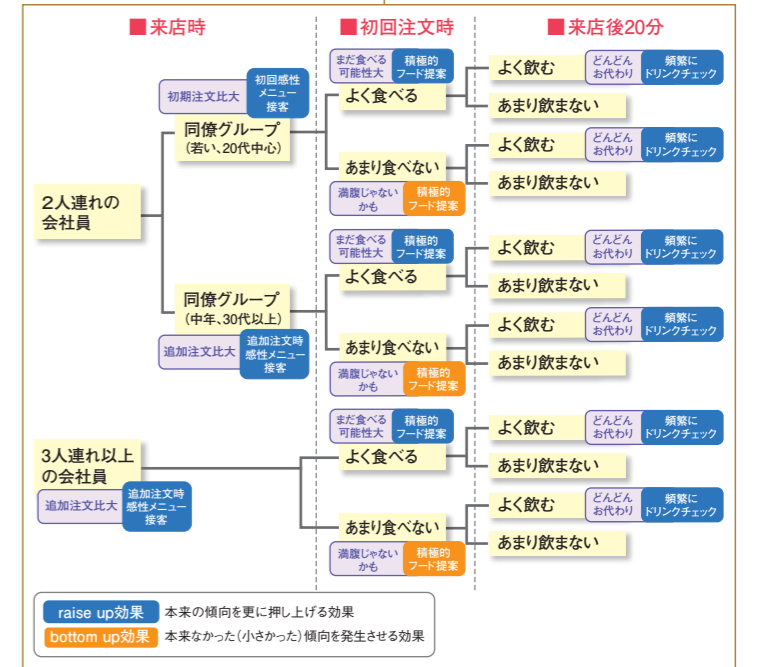 ■来店時
■初回注文時
■来店後20分
2人連れの
会社員
初期注文比大
初回感性
メニュー
接客
同僚グループ
(若い、20代中心)
まだ食べる
可能性大
積極的
フード提案
よく食べる
よく飲む
どんどん
お代わり
頻繁に
ドリンクチェック
あまり飲まない
あまり食べない
満腹じゃない
かも
積極的
フード提案
よく飲む
どんどん
お代わり
頻繁に
ドリンクチェック
あまり飲まない
同僚グループ
(中年、30代以上)
追加注文比大
追加注文時
感性メニュー
接客
まだ食べる
可能性大
積極的
フード提案
よく食べる
よく飲む
どんどん
お代わり
頻繁に
ドリンクチェック
あまり飲まない
あまり食べない
満腹じゃない
かも
積極的
フード提案
よく飲む
どんどん
お代わり
頻繁に
ドリンクチェック
あまり飲まない
3人連れ以上
の会社員
追加注文比大
追加注文時
感性メニュー
接客
まだ食べる
可能性大
積極的
フード提案
よく食べる
よく飲む
どんどん
お代わり
頻繁に
ドリンクチェック
あまり飲まない
あまり食べない
満腹じゃない
かも
積極的
フード提案
よく飲む
どんどん
お代わり
頻繁に
ドリンクチェック
あまり飲まない
raise up効果 本来の傾向を更に押し上げる効果
bottom up効果 本来なかった(小さかった)傾向を発生させる効果